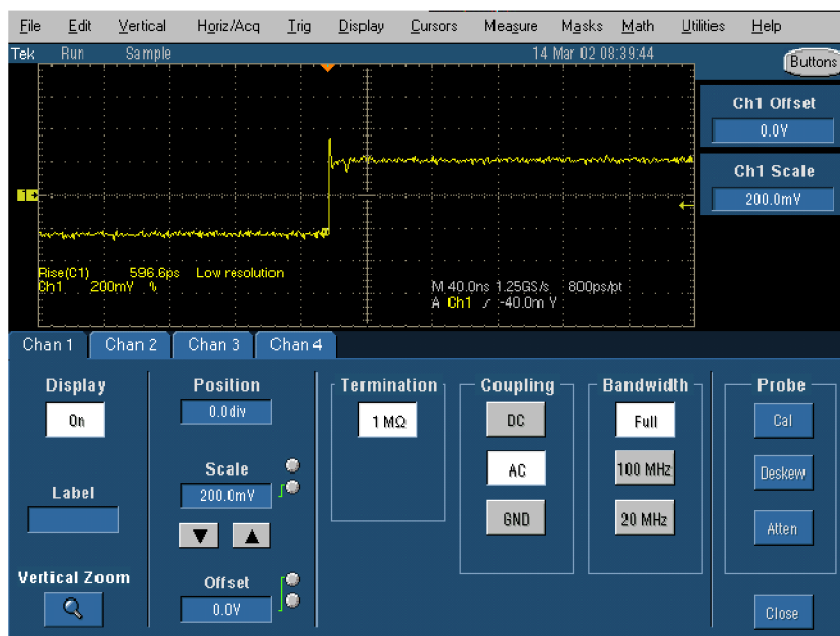 File Edit Vertical Horiz/Acq Trig Display Cursors Measure Masks Math Utilities Help
Tek Run Sample 14 Mar 02 08:39:44
Buttons
Ch1 Offset
0.0V
Ch1 Scale
200.0mV
1
Rise(C1) 596.6ps Low resolution
Ch1 200mV
M 40.0ns 1.25GS/s 800ps/pt
A Ch1 -40.0m V
Chan 1 Chan 2 Chan 3 Chan 4
Display
On
Label
Vertical Zoom
Position
0.0div
Scale
200.0mV
Offset
0.0V
Termination
1 MΩ
Coupling
DC
AC
GND
Bandwidth
Full
100 MHz
20 MHz
Probe
Cal
Deskew
Atten
Close